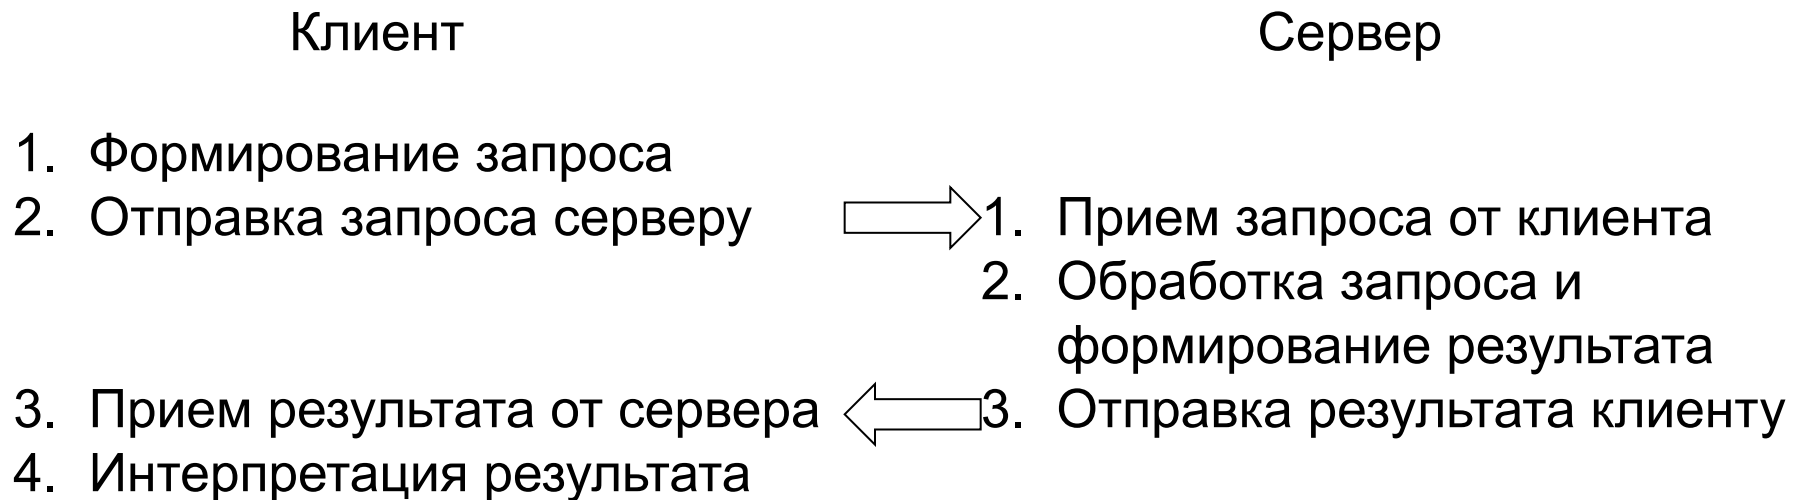 Клиент
Сервер
1. Формирование запроса
2. Отправка запроса серверу
1. Прием запроса от клиента
2. Обработка запроса и
формирование результата
3. Прием результата от сервера
3. Отправка результата клиенту
4. Интерпретация результата